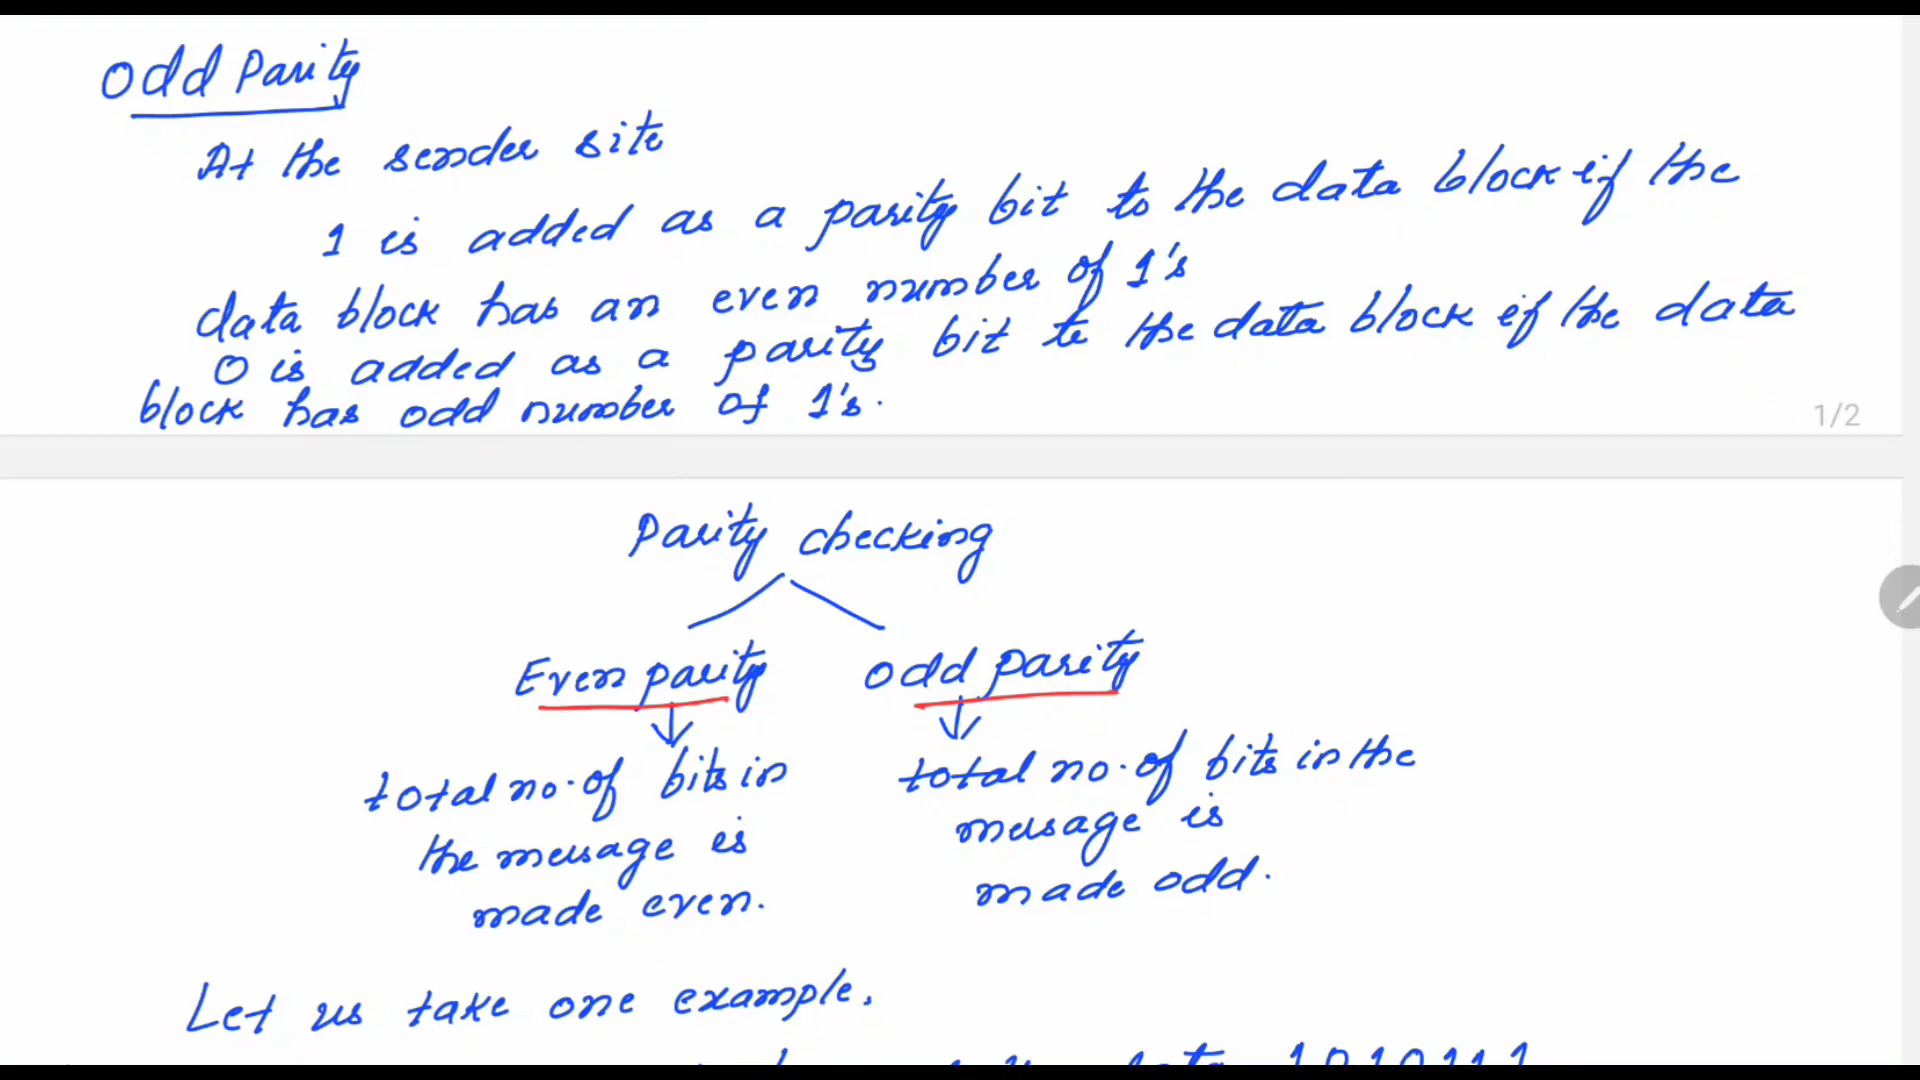 Odd Parity
At the sender site
1 is added as a parity bit to the data block if the
data block has an even number of 1's
0 is added as a parity bit to the data block if the data
block has odd number of 1's.
1/2
Parity checking
Even parity odd parity
total no. of bits in total no. of bits in the
the message is message is
made even. made odd.
Let us take one example.
data 1010111